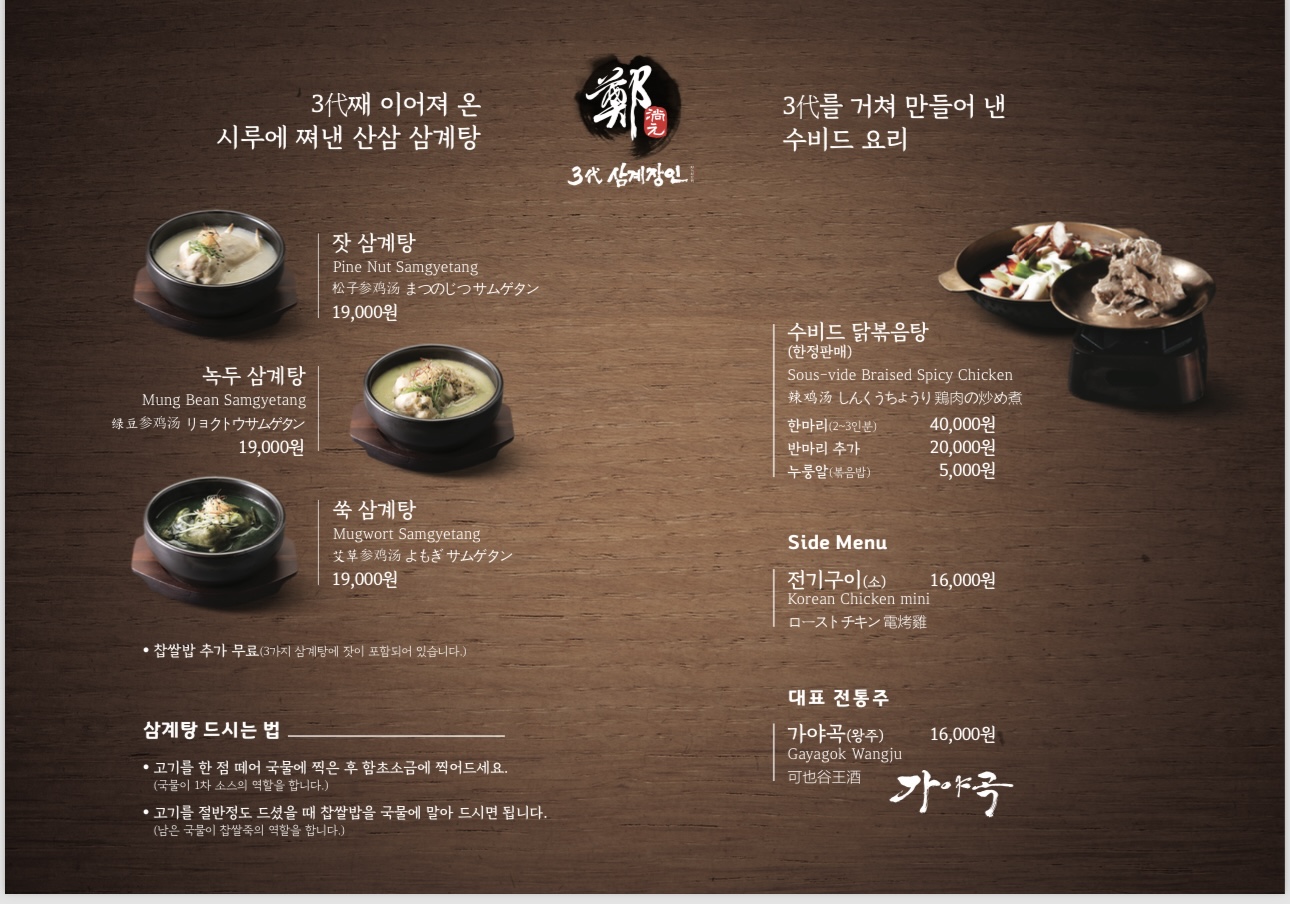 3代째 이어져 온
시루에 쪄낸 산삼 삼계탕
鄭
3代 삼계장인
3代를 거쳐 만들어 낸
수비드 요리
잣 삼계탕
Pine Nut Samgyetang
松子参鸡汤 まつのじつ サムゲタン
19,000원
녹두 삼계탕
Mung Bean Samgyetang
绿豆参鸡汤 リョクトウサムゲタン
19,000원
쑥 삼계탕
Mugwort Samgyetang
艾草参鸡汤 よもぎ サムゲタン
19,000원
• 찹쌀밥 추가 무료(3가지 삼계탕에 잣이 포함되어 있습니다.)
삼계탕 드시는 법
• 고기를 한 점 떼어 국물에 찍은 후 함초소금에 찍어드세요.
(국물이 1차 소스의 역할을 합니다.)
• 고기를 절반정도 드셨을 때 찹쌀밥을 국물에 말아 드시면 됩니다.
(남은 국물이 찹쌀죽의 역할을 합니다.)
수비드 닭볶음탕
(한정판매)
Sous-vide Braised Spicy Chicken
辣鸡汤 しんくうちょうり 鶏肉の炒め煮
한마리(2~3인분) 40,000원
반마리 추가 20,000원
누룽알(볶음밥) 5,000원
Side Menu
전기구이(소) 16,000원
Korean Chicken mini
ローストチキン 電烤雞
대표 전통주
가야곡(왕주) 16,000원
Gayagok Wangju
可也谷王酒
가야곡